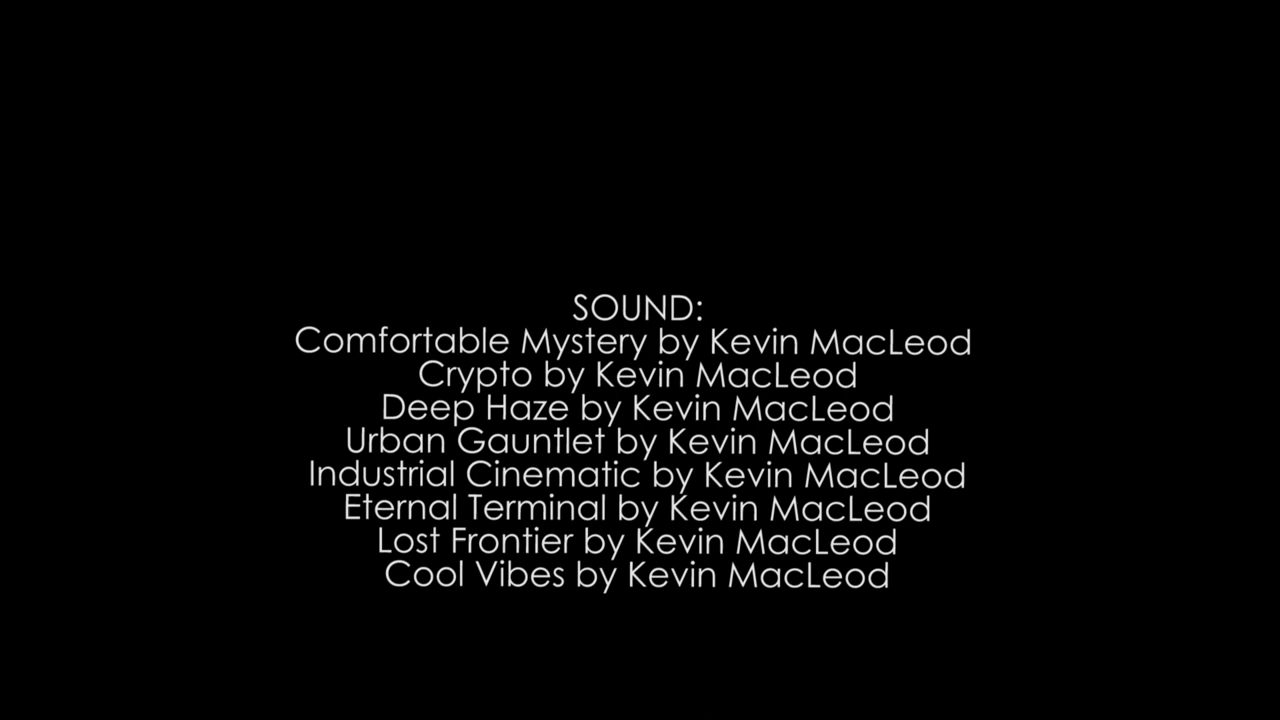 SOUND:
Comfortable Mystery by Kevin MacLeod
Crypto by Kevin MacLeod
Deep Haze by Kevin MacLeod
Urban Gauntlet by Kevin MacLeod
Industrial Cinematic by Kevin MacLeod
Eternal Terminal by Kevin MacLeod
Lost Frontier by Kevin MacLeod
Cool Vibes by Kevin MacLeod